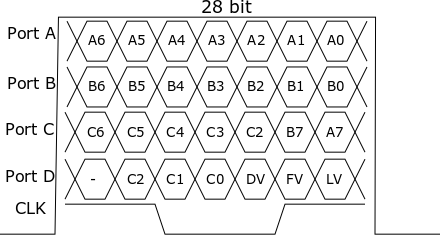 28 bit
Port A A6 A5 A4 A3 A2 A1 A0
Port B B6 B5 B4 B3 B2 B1 B0
Port C C6 C5 C4 C3 C2 B7 A7
Port D - C2 C1 C0 DV FV LV
CLK